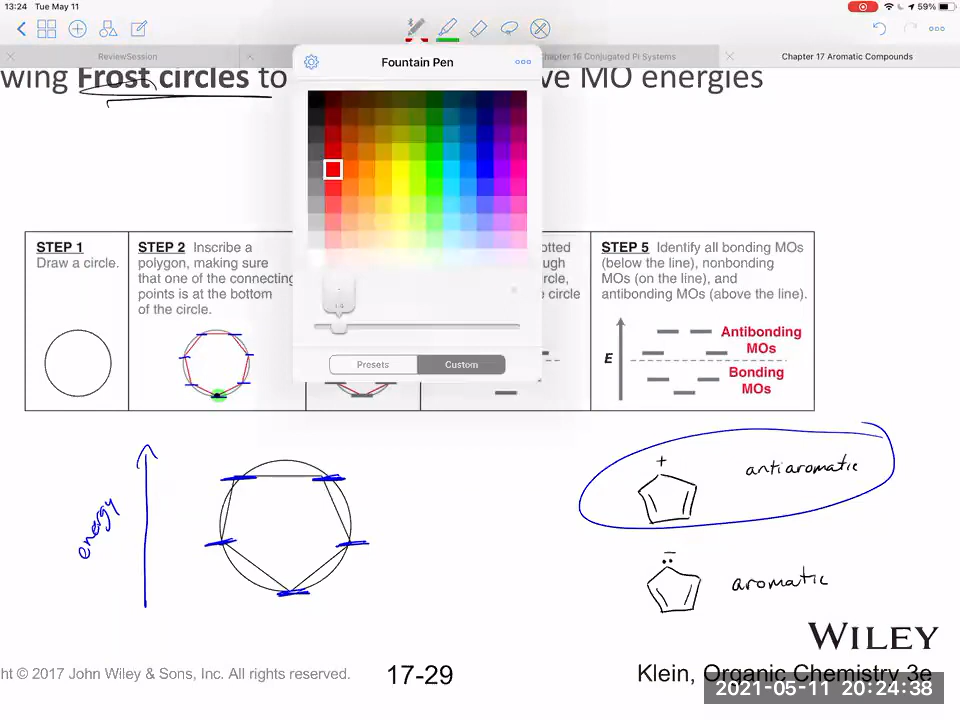 13:24 Tue May 11
59%
ReviewSession
Chapter 16 Conjugated Pi Systems
Chapter 17 Aromatic Compounds
Fountain Pen
wing Frost circles to
ve MO energies
STEP 1
Draw a circle.
STEP 2 Inscribe a
polygon, making sure
that one of the connecting
points is at the bottom
of the circle.
otted
ugh
rcle,
circle
STEP 5 Identify all bonding MOs
(below the line), nonbonding
MOs (on the line), and
antibonding MOs (above the line).
Presets
Custom
E
Antibonding
MOs
Bonding
MOs
energy
+
antiaromatic
aromatic
WILEY
ht © 2017 John Wiley & Sons, Inc. All rights reserved.
17-29
Klein, Organic Chemistry 3e
2021-05-11 20:24:38